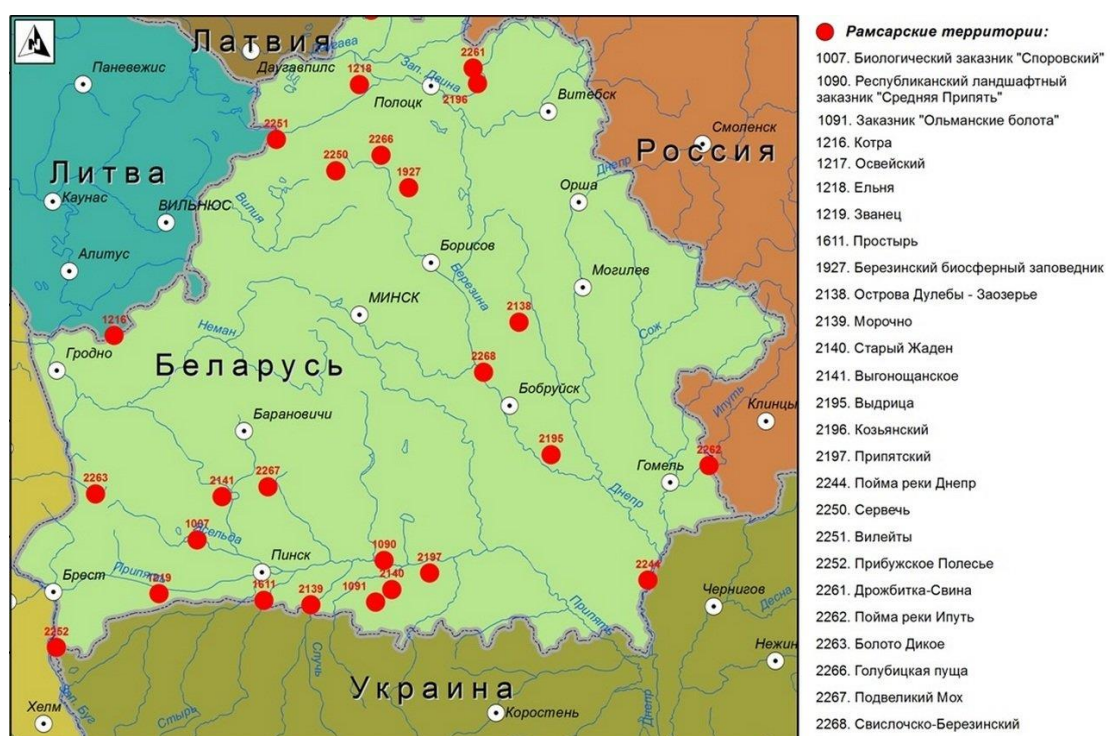 N
Латвия
Даугава
Даугавпилс
Паневежис
2261
1218
Зап. Двина
Полоцк
2196
Витебск
Смоленск
2251
2266
Россия
Днепр
2250
Литва
1927
Каунас
ВИЛЬНЮС
Вилия
Орша
Алитус
Борисов
Могилев
Березина
МИНСК
2138
1216
Неман
Сож
Гродно
Беларусь
2268
Бобруйск
Ипуть
Клинцы
Барановичи
2195
2262
Гомель
2263
2141
2267
Днепр
1007
Ясельда
Пинск
1090
2197
Припять
Брест
1219
1611
2139
1091
2140
2244
Чернигов
Десна
Припять
2252
Случь
Нежин
Украина
Хелм
Зап. Буг
Стырь
Коростень
Днепр
Рамсарские территории:
1007. Биологический заказник "Споровский"
1090. Республиканский ландшафтный
заказник "Средняя Припять"
1091. Заказник "Ольманские болота"
1216. Котра
1217. Освейский
1218. Ельня
1219. Званец
1611. Простырь
1927. Березинский биосферный заповедник
2138. Острова Дулебы - Заозерье
2139. Морочно
2140. Старый Жаден
2141. Выгонощанское
2195. Выдрица
2196. Козьянский
2197. Припятский
2244. Пойма реки Днепр
2250. Сервечь
2251. Вилейты
2252. Прибужское Полесье
2261. Дрожбитка-Свина
2262. Пойма реки Ипуть
2263. Болото Дикое
2266. Голубицкая пуща
2267. Подвеликий Мох
2268. Свислочско-Березинский